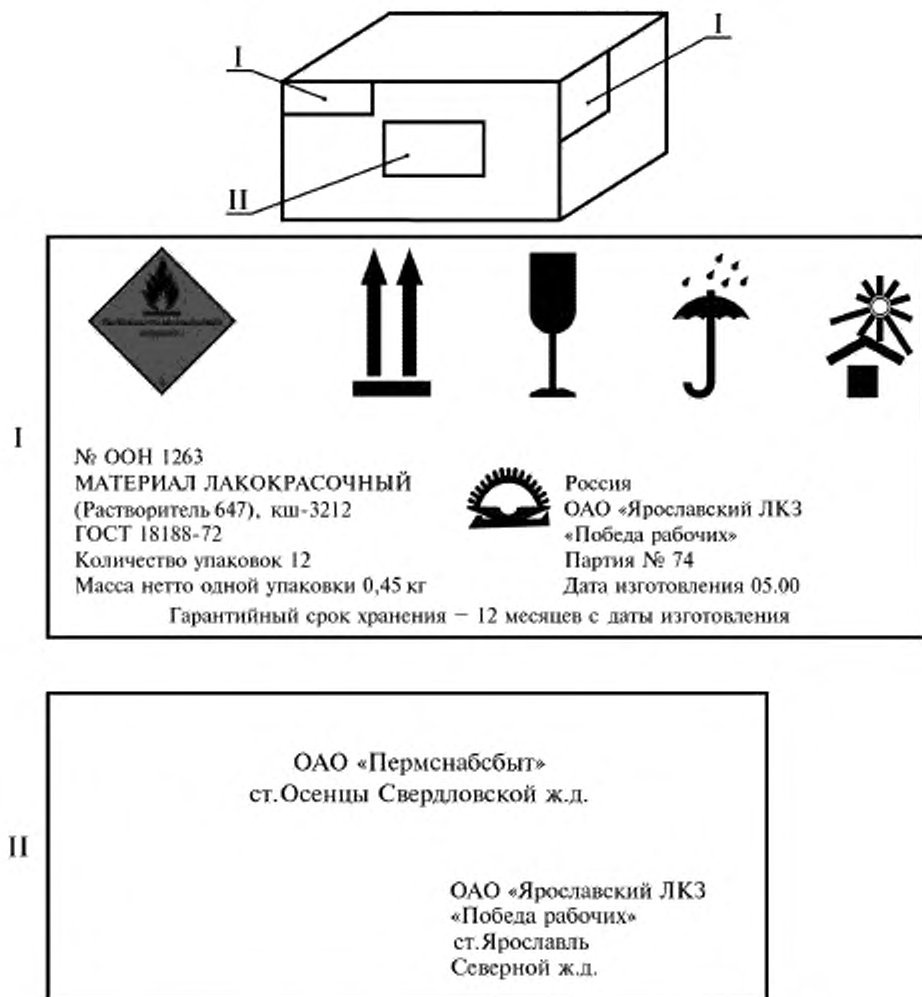 I
I
II
I
№ ООН 1263
МАТЕРИАЛ ЛАКОКРАСОЧНЫЙ
(Растворитель 647), кш-3212
ГОСТ 18188-72
Количество упаковок 12
Масса нетто одной упаковки 0,45 кг
Россия
ОАО «Ярославский ЛКЗ
«Победа рабочих»
Партия № 74
Дата изготовления 05.00
Гарантийный срок хранения − 12 месяцев с даты изготовления
II
ОАО «Пермснабсбыт»
ст.Осенцы Свердловской ж.д.
ОАО «Ярославский ЛКЗ
«Победа рабочих»
ст.Ярославль
Северной ж.д.